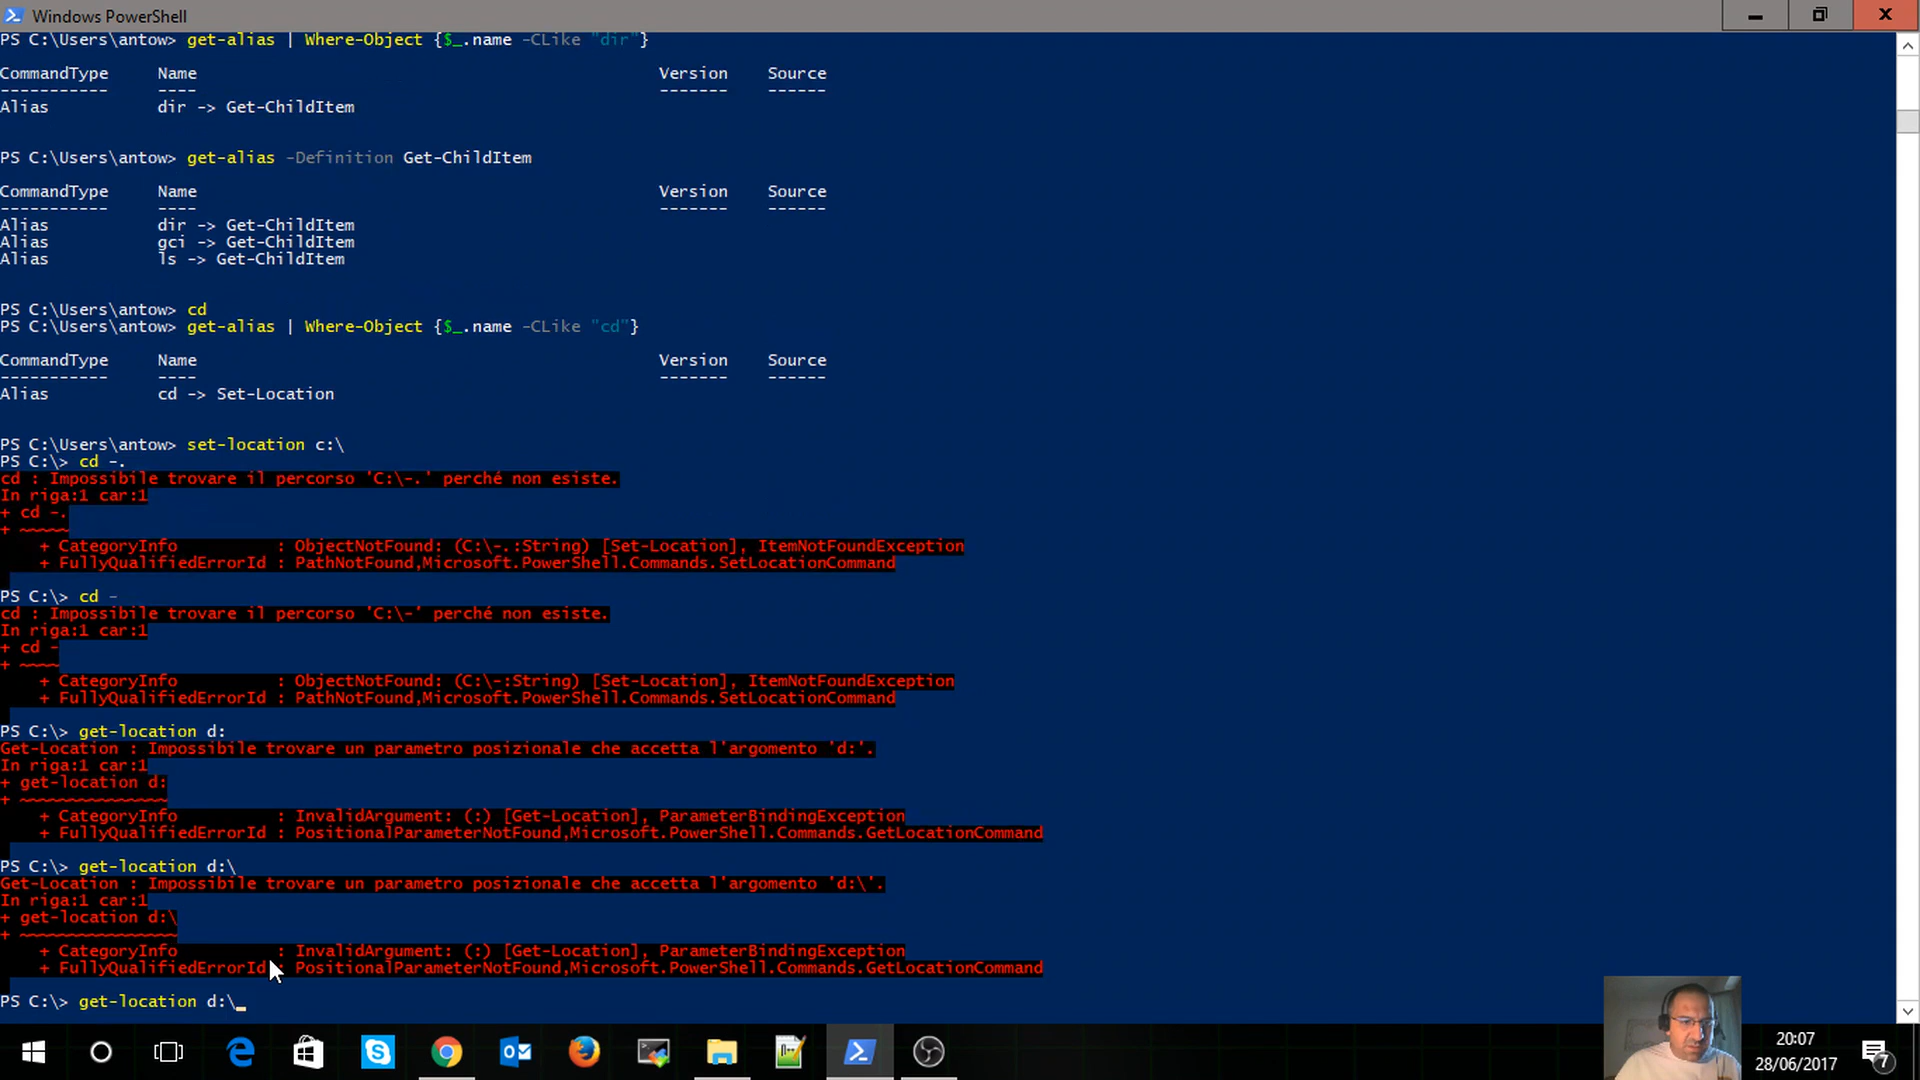 Windows PowerShell
PS C:\Users\antow> get-alias | Where-Object {$_.name -CLike "dir"}
CommandType     Name                                               Version    Source
-----------     ----                                               -------    ------
Alias           dir -> Get-ChildItem
PS C:\Users\antow> get-alias -Definition Get-ChildItem
CommandType     Name                                               Version    Source
-----------     ----                                               -------    ------
Alias           dir -> Get-ChildItem
Alias           gci -> Get-ChildItem
Alias           ls -> Get-ChildItem
PS C:\Users\antow> cd
PS C:\Users\antow> get-alias | Where-Object {$_.name -CLike "cd"}
CommandType     Name                                               Version    Source
-----------     ----                                               -------    ------
Alias           cd -> Set-Location
PS C:\Users\antow> set-location c:\
PS C:\> cd -.
cd : Impossibile trovare il percorso 'C:\-.' perché non esiste.
In riga:1 car:1
+ cd -.
+ ~~~~~
    + CategoryInfo          : ObjectNotFound: (C:\-.:String) [Set-Location], ItemNotFoundException
    + FullyQualifiedErrorId : PathNotFound,Microsoft.PowerShell.Commands.SetLocationCommand
PS C:\> cd -
cd : Impossibile trovare il percorso 'C:\-' perché non esiste.
In riga:1 car:1
+ cd -
+ ~~~~
    + CategoryInfo          : ObjectNotFound: (C:\-:String) [Set-Location], ItemNotFoundException
    + FullyQualifiedErrorId : PathNotFound,Microsoft.PowerShell.Commands.SetLocationCommand
PS C:\> get-location d:
Get-Location : Impossibile trovare un parametro posizionale che accetta l'argomento 'd:'.
In riga:1 car:1
+ get-location d:
+ ~~~~~~~~~~~~~~~
    + CategoryInfo          : InvalidArgument: (:) [Get-Location], ParameterBindingException
    + FullyQualifiedErrorId : PositionalParameterNotFound,Microsoft.PowerShell.Commands.GetLocationCommand
PS C:\> get-location d:\
Get-Location : Impossibile trovare un parametro posizionale che accetta l'argomento 'd:\'.
In riga:1 car:1
+ get-location d:\
+ ~~~~~~~~~~~~~~~~
    + CategoryInfo          : InvalidArgument: (:) [Get-Location], ParameterBindingException
    + FullyQualifiedErrorId : PositionalParameterNotFound,Microsoft.PowerShell.Commands.GetLocationCommand
PS C:\> get-location d:\_
20:07
28/06/2017
7